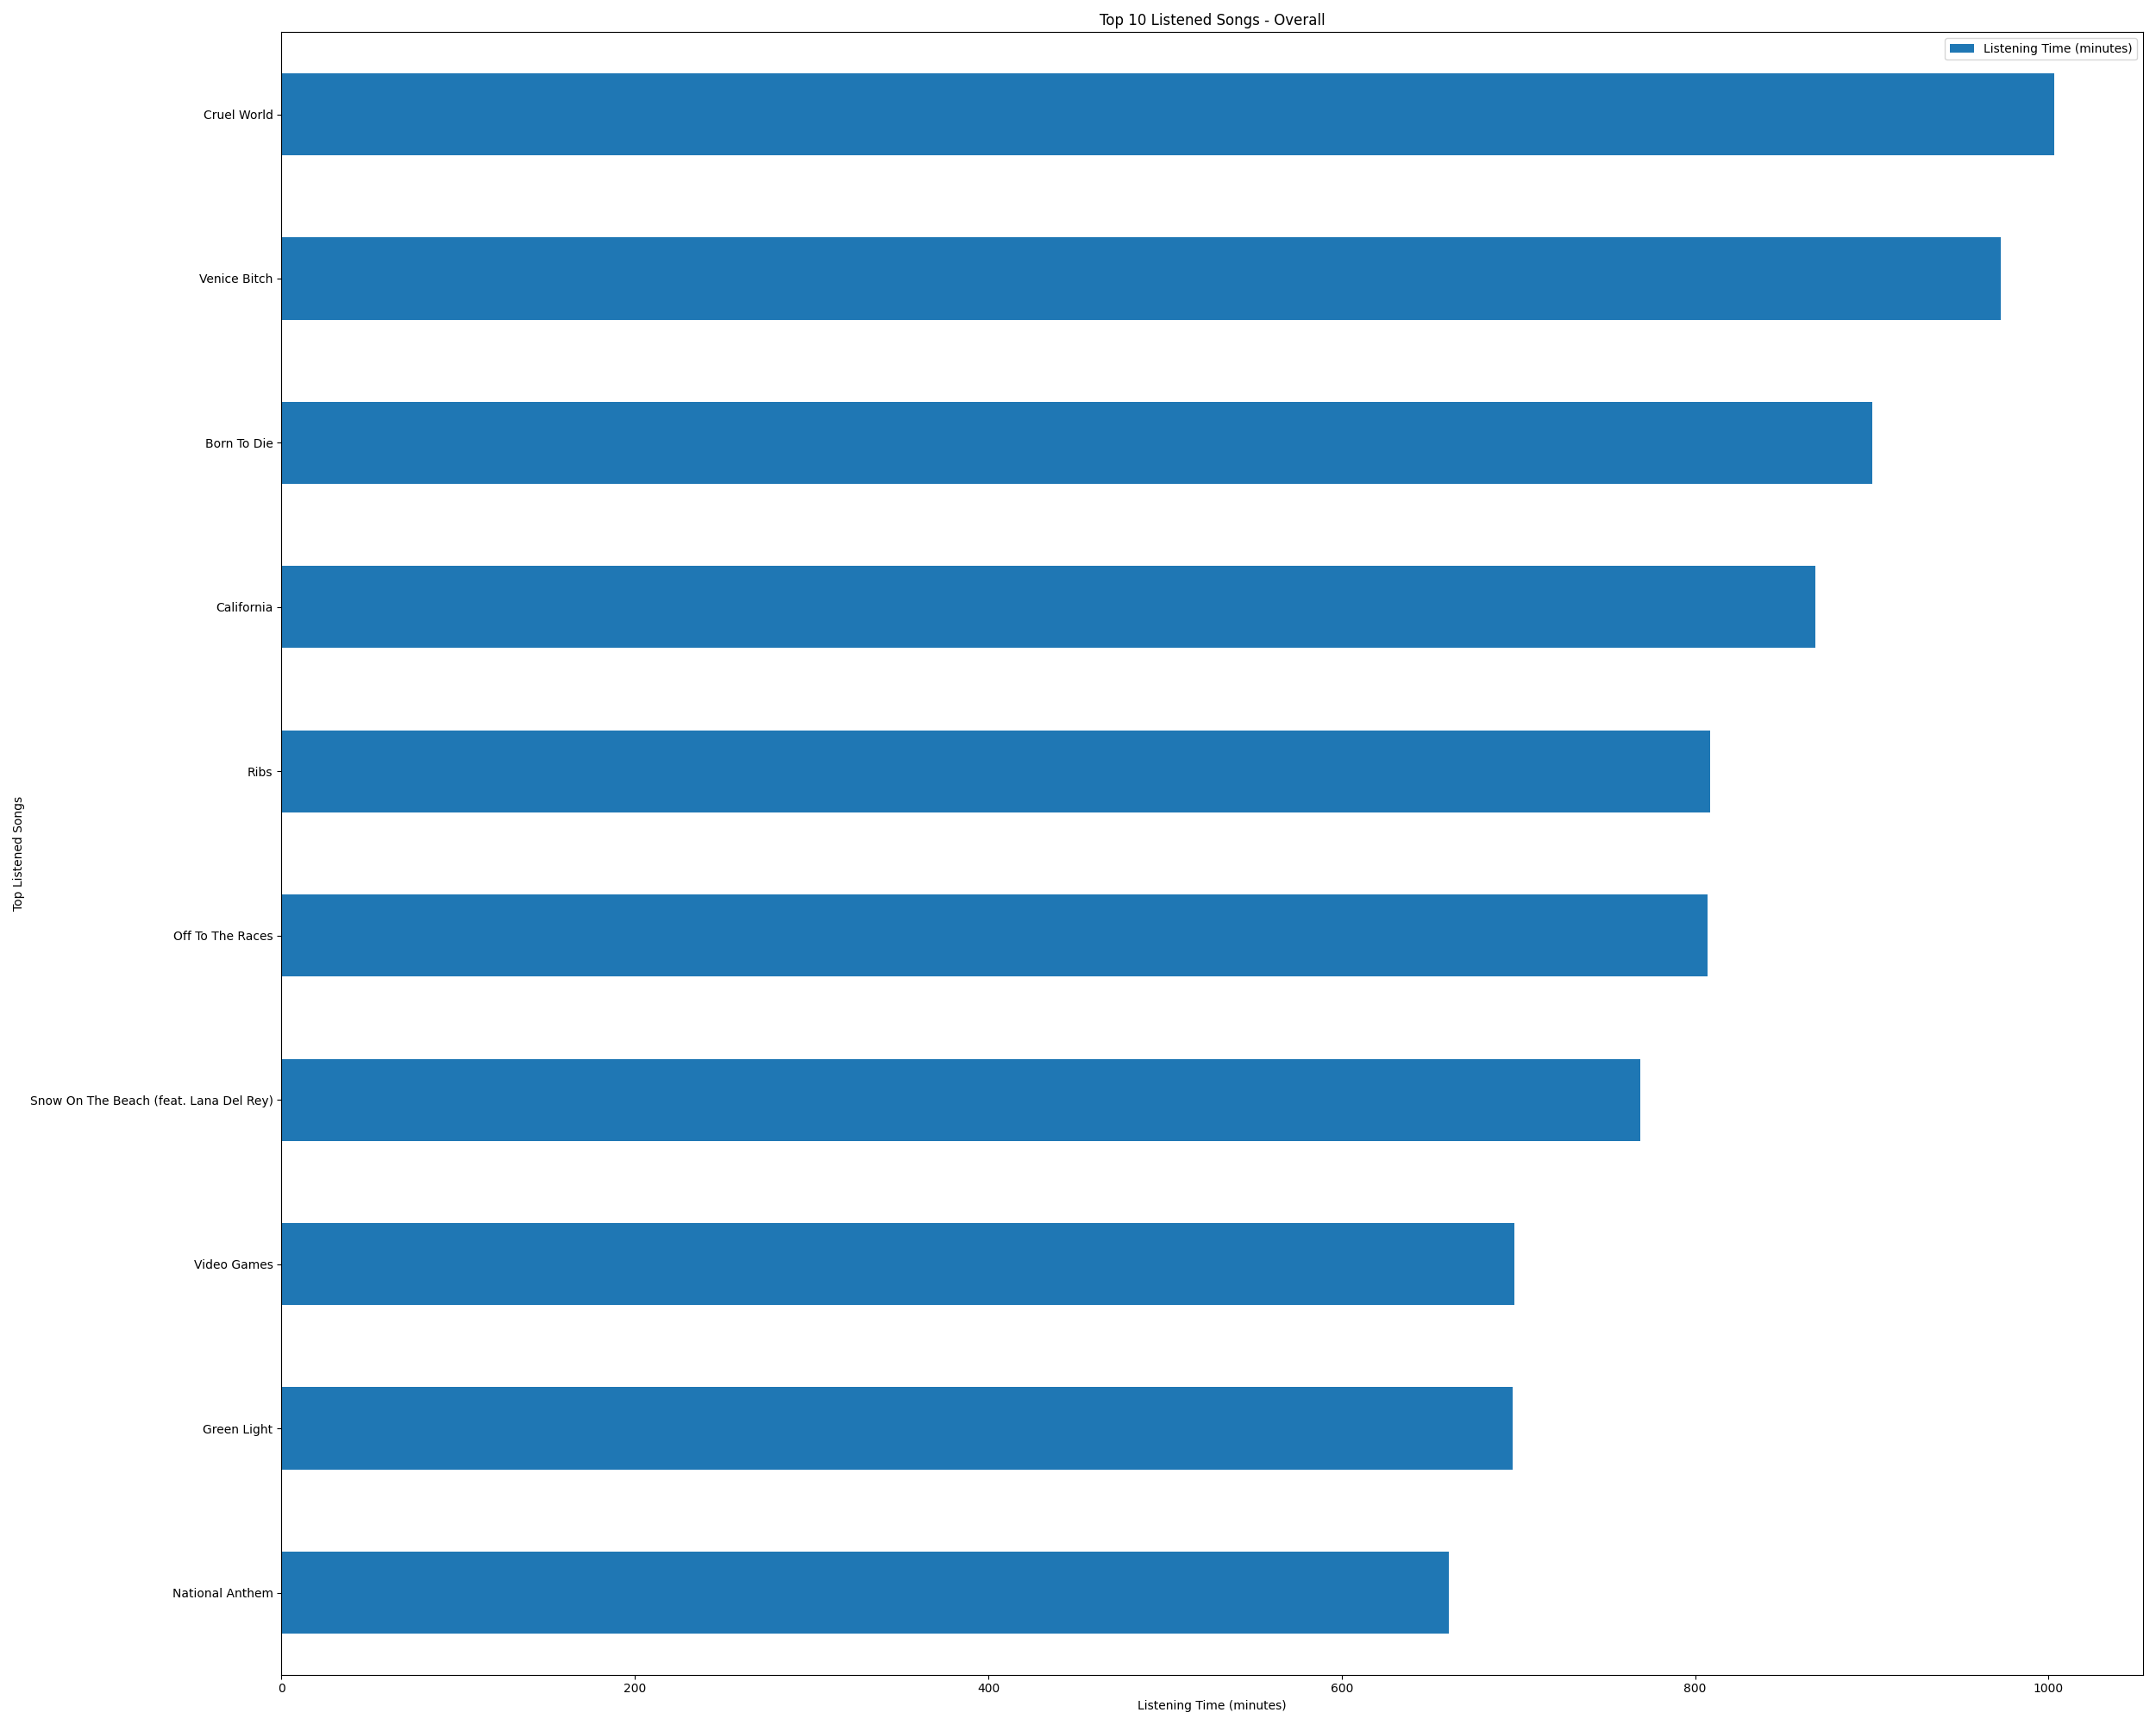 Top 10 Listened Songs - Overall
Listening Time (minutes)
Cruel World
Venice Bitch
Born To Die
California
Ribs
Off To The Races
Snow On The Beach (feat. Lana Del Rey)
Video Games
Green Light
National Anthem
Top Listened Songs
0 200 400 600 800 1000
Listening Time (minutes)